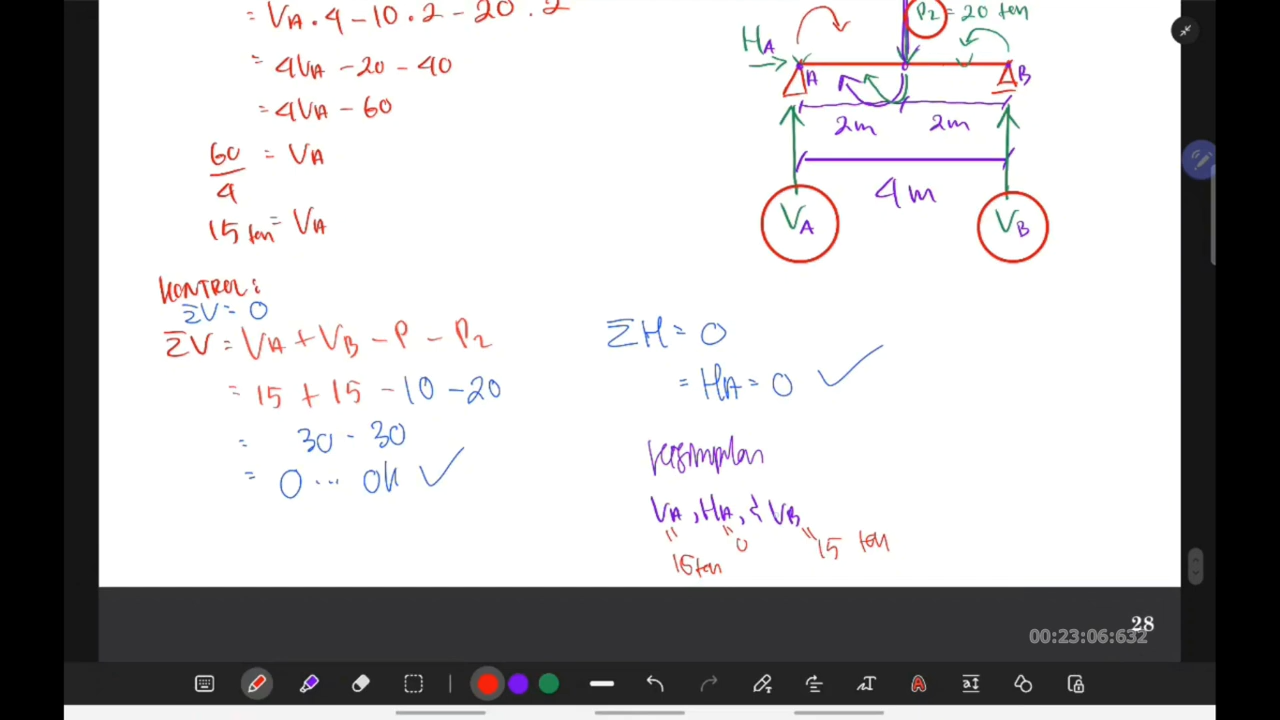 = VA . 4 - 10 . 2 - 20 . 2
= 4VA - 20 - 40
= 4VA - 60
60/4 = VA
15 ton = VA
P2 = 20 ton
HA
A
B
2m
2m
4m
VA
VB
KONTROL:
ΣV = 0
ΣV = VA + VB - P - P2
= 15 + 15 - 10 - 20
= 30 - 30
= 0 ... OK ✓
ΣH = 0
= HA = 0 ✓
Kesimpulan
VA, HA, & VB
15 ton
0
15 ton
28
00:23:06:632